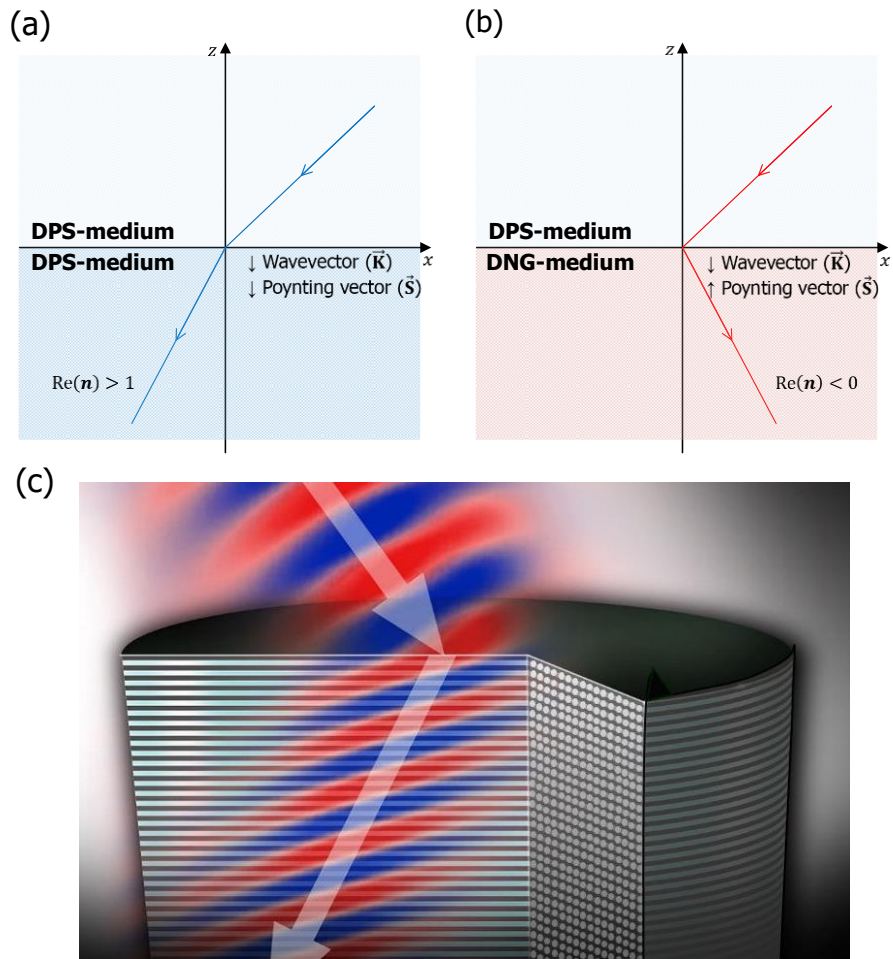 (a)
z
DPS-medium
DPS-medium
x
↓ Wavevector (K⃗)
↓ Poynting vector (S⃗)
Re(n) > 1
(b)
z
DPS-medium
DNG-medium
x
↓ Wavevector (K⃗)
↑ Poynting vector (S⃗)
Re(n) < 0
(c)